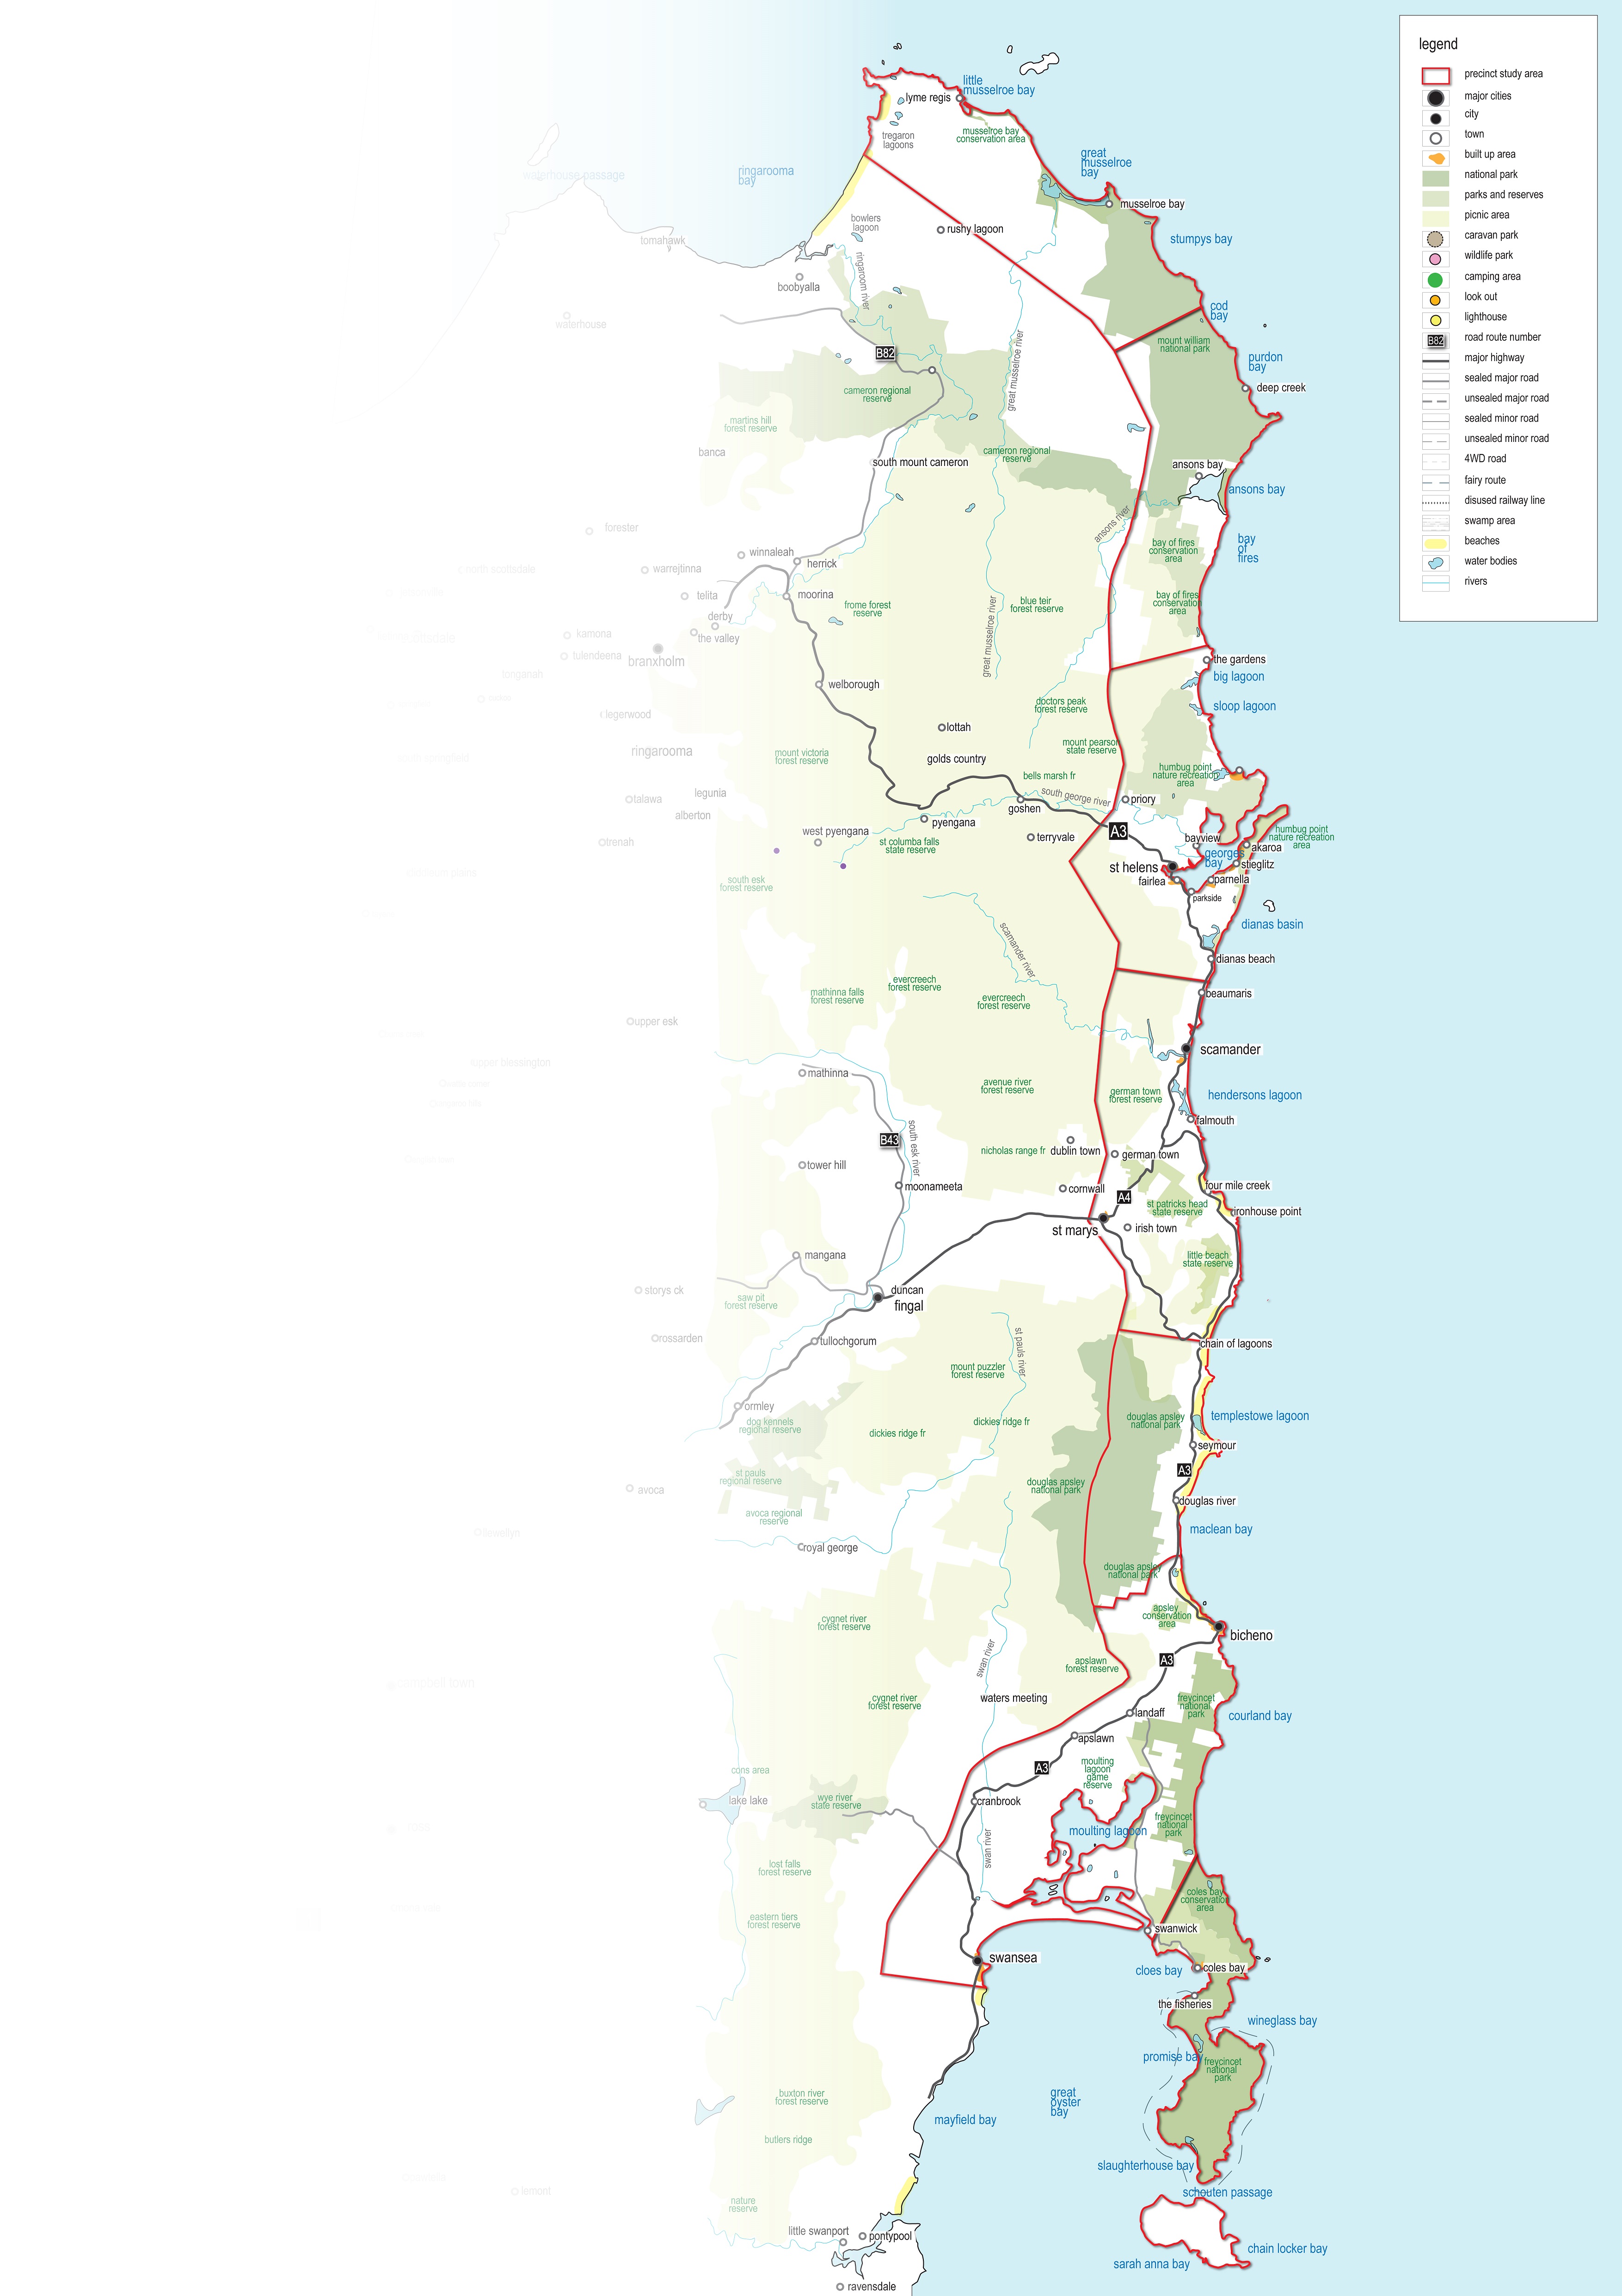 legend
precinct study area
major cities
city
town
built up area
national park
parks and reserves
picnic area
caravan park
wildlife park
camping area
look out
lighthouse
B82
road route number
major highway
sealed major road
unsealed major road
sealed minor road
unsealed minor road
4WD road
fairy route
disused railway line
swamp area
beaches
water bodies
rivers
little
musselroe bay
lyme regis
musselroe bay
conservation area
tregaron
lagoons
great
musselroe
bay
ringarooma
bay
waterhouse passage
musselroe bay
bowlers
lagoon
rushy lagoon
stumpys bay
tomahawk
ringaroom river
boobyalla
cod
bay
waterhouse
mount william
national park
B82
great musselroe river
purdon
bay
deep creek
cameron regional
reserve
martins hill
forest reserve
banca
cameron regional
reserve
south mount cameron
ansons bay
ansons bay
ansons river
forester
bay
of
fires
bay of fires
conservation
area
winnaleah
herrick
north scottsdale
warrejtinna
telita
moorina
frome forest
reserve
blue teir
forest reserve
bay of fires
conservation
area
derby
the valley
kamona
tulendeena
branxholm
great musselroe river
the gardens
big lagoon
welborough
sloop lagoon
doctors peak
forest reserve
legerwood
lottah
ringarooma
mount victoria
forest reserve
golds country
mount pearson
state reserve
humbug point
nature recreation
area
bells marsh fr
legunia
talawa
alberton
south george river
priory
goshen
pyengana
west pyengana
terryvale
A3
st columba falls
state reserve
trenah
bayview
humbug point
nature recreation
area
akaroa
georges
bay
stieglitz
st helens
fairlea
parnella
parkside
south esk
forest reserve
dianas basin
scamander river
dianas beach
evercreech
forest reserve
mathinna falls
forest reserve
evercreech
forest reserve
beaumaris
upper esk
scamander
upper blessington
mathinna
avenue river
forest reserve
german town
forest reserve
hendersons lagoon
falmouth
B43
south esk river
nicholas range fr
dublin town
german town
tower hill
moonameeta
cornwall
A4
four mile creek
st patricks head
state reserve
ironhouse point
st marys
irish town
mangana
little beach
state reserve
storys ck
duncan
fingal
saw pit
forest reserve
rossarden
tullochgorum
chain of lagoons
st pauls river
mount puzzler
forest reserve
ormley
dog kennels
regional reserve
dickies ridge fr
dickies ridge fr
douglas apsley
national park
templestowe lagoon
seymour
st pauls
regional reserve
A3
douglas apsley
national park
avoca
douglas river
avoca regional
reserve
maclean bay
royal george
douglas apsley
national park
cygnet river
forest reserve
apsley
conservation
area
bicheno
swan river
A3
apslawn
forest reserve
waters meeting
cygnet river
forest reserve
freycincet
national
park
landaff
courland bay
apslawn
moulting
lagoon
game
reserve
A3
cons area
lake lake
wye river
state reserve
cranbrook
freycincet
national
park
moulting lagoon
swan river
lost falls
forest reserve
coles bay
conservation
area
eastern tiers
forest reserve
swanwick
swansea
cloes bay
coles bay
the fisheries
wineglass bay
promise bay
freycincet
national
park
great
oyster
bay
buxton river
forest reserve
mayfield bay
butlers ridge
slaughterhouse bay
lemont
schouten passage
nature
reserve
little swanport
pontypool
chain locker bay
sarah anna bay
ravensdale